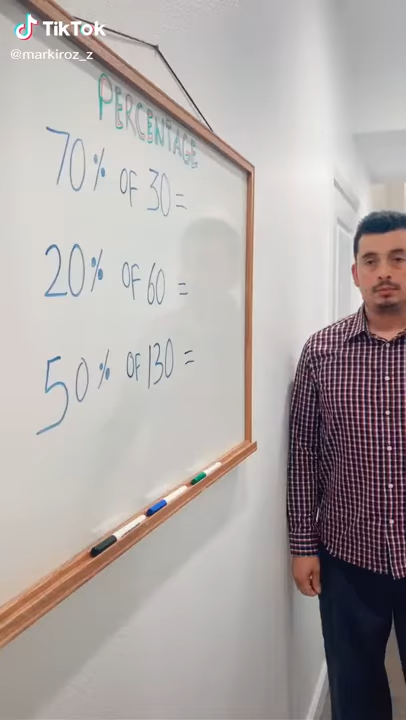 TikTok
@markiroz_z
PERCENTAGE
70% OF 30=
20% OF 60 =
50% OF 130 =